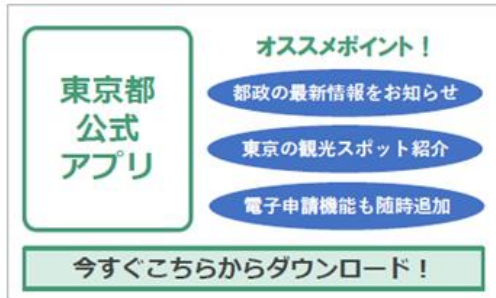 東京都
公式
アプリ
オススメポイント！
都政の最新情報をお知らせ
東京の観光スポット紹介
電子申請機能も随時追加
今すぐこちらからダウンロード！